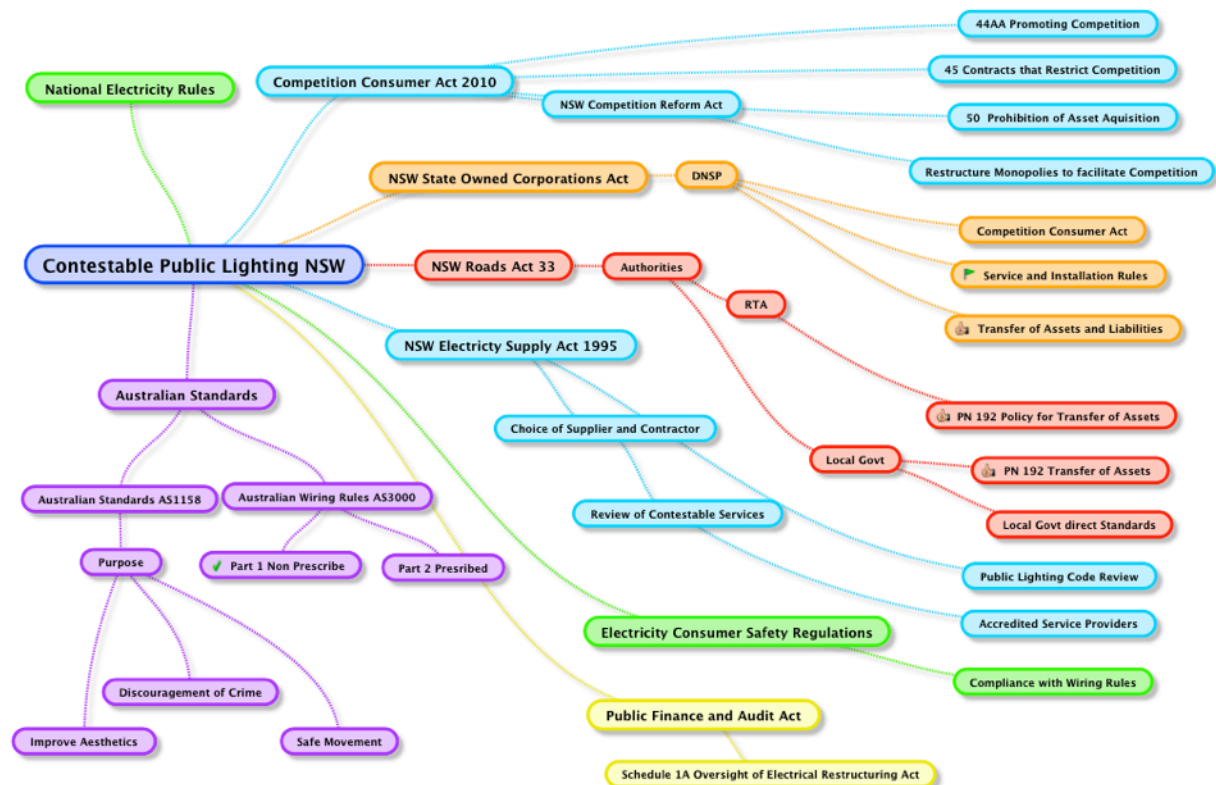 44AA Promoting Competition
National Electricity Rules
Competition Consumer Act 2010
45 Contracts that Restrict Competition
NSW Competition Reform Act
50 Prohibition of Asset Aquisition
Restructure Monopolies to facilitate Competition
NSW State Owned Corporations Act
DNSP
Competition Consumer Act
Service and Installation Rules
Transfer of Assets and Liabilities
Contestable Public Lighting NSW
NSW Roads Act 33
Authorities
RTA
PN 192 Policy for Transfer of Assets
Local Govt
PN 192 Transfer of Assets
Local Govt direct Standards
NSW Electricty Supply Act 1995
Choice of Supplier and Contractor
Review of Contestable Services
Public Lighting Code Review
Accredited Service Providers
Australian Standards
Australian Standards AS1158
Australian Wiring Rules AS3000
Purpose
Part 1 Non Prescribe
Part 2 Presribed
Discouragement of Crime
Improve Aesthetics
Safe Movement
Electricity Consumer Safety Regulations
Compliance with Wiring Rules
Public Finance and Audit Act
Schedule 1A Oversight of Electrical Restructuring Act